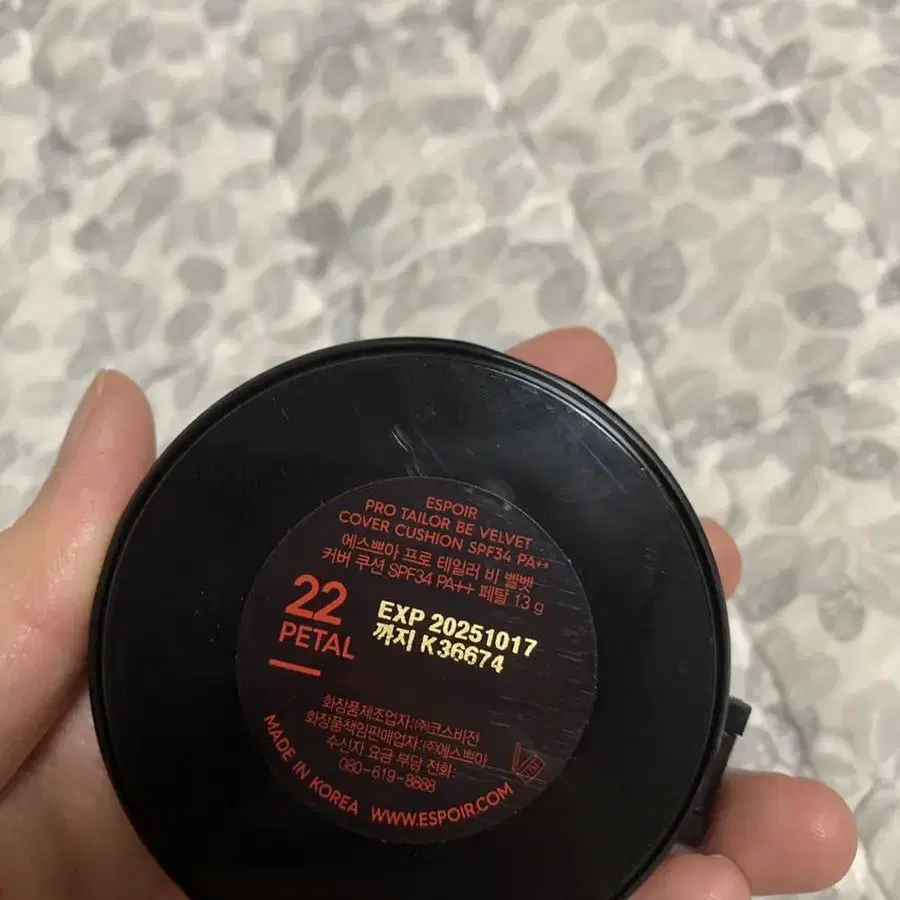 ESPOIR
PRO TAILOR BE VELVET
COVER CUSHION SPF34 PA++
에스쁘아 프로 테일러 비 벨벳
커버 쿠션 SPF34 PA++ 페탈 13 g
22
PETAL
EXP 20251017
까지 K36674
화장품제조업자:(주)코스비전
화장품책임판매업자:(주)에스쁘아
수신자 요금 부담 전화:
080-619-8888
MADE IN KOREA WWW.ESPOIR.COM